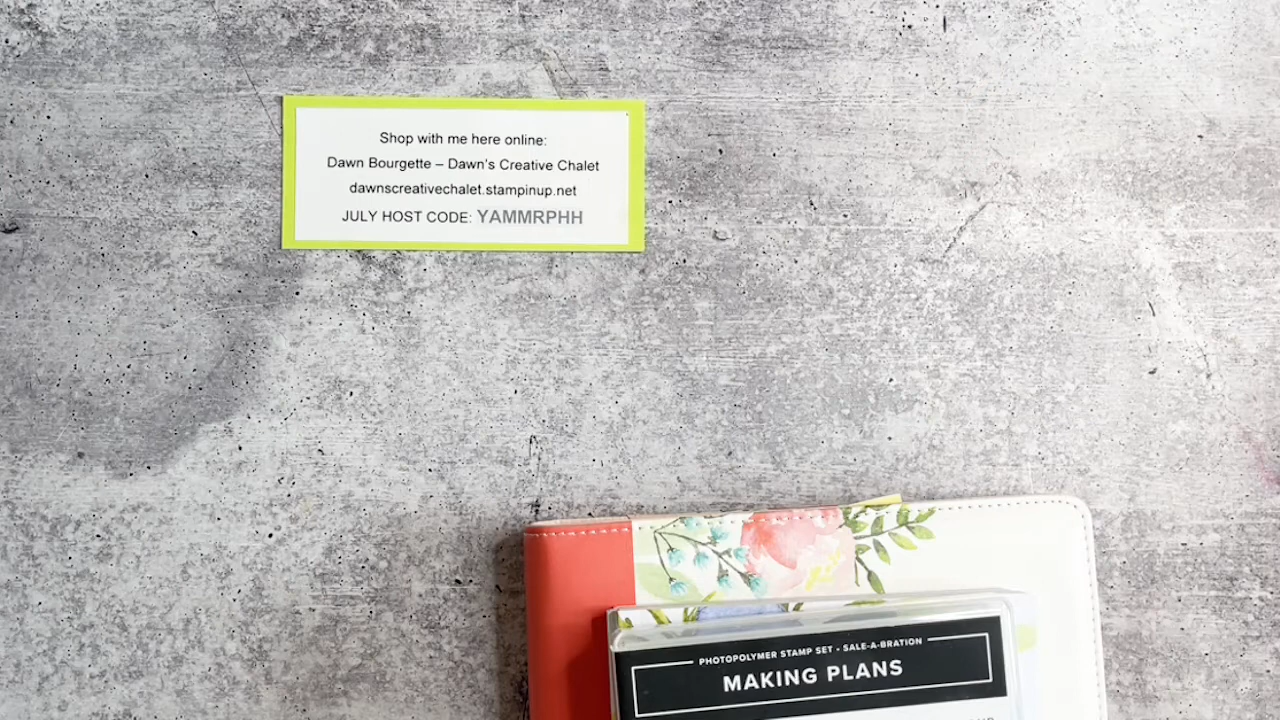 Shop with me here online:
Dawn Bourgette – Dawn's Creative Chalet
dawnscreativechalet.stampinup.net
JULY HOST CODE: YAMMRPHH
PHOTOPOLYMER STAMP SET • SALE-A-BRATION
MAKING PLANS